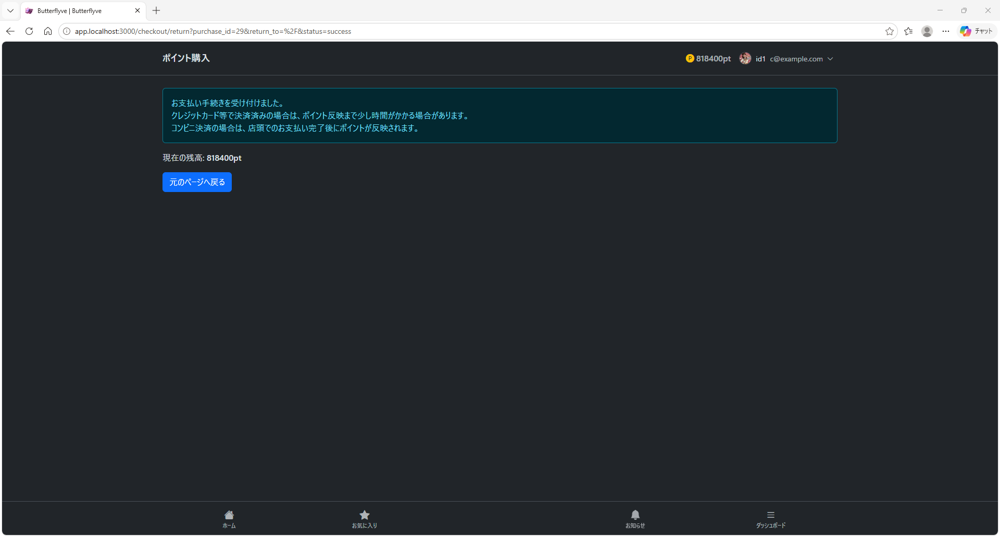 Butterflyve | Butterflyve
app.localhost:3000/checkout/return?purchase_id=29&return_to=%2F&status=success
チャット
ポイント購入
P 818400pt
id1 c@example.com
お支払い手続きを受け付けました。
クレジットカード等で決済済みの場合は、ポイント反映まで少し時間がかかる場合があります。
コンビニ決済の場合は、店頭でのお支払い完了後にポイントが反映されます。
現在の残高: 818400pt
元のページへ戻る
ホーム
お気に入り
お知らせ
ダッシュボード